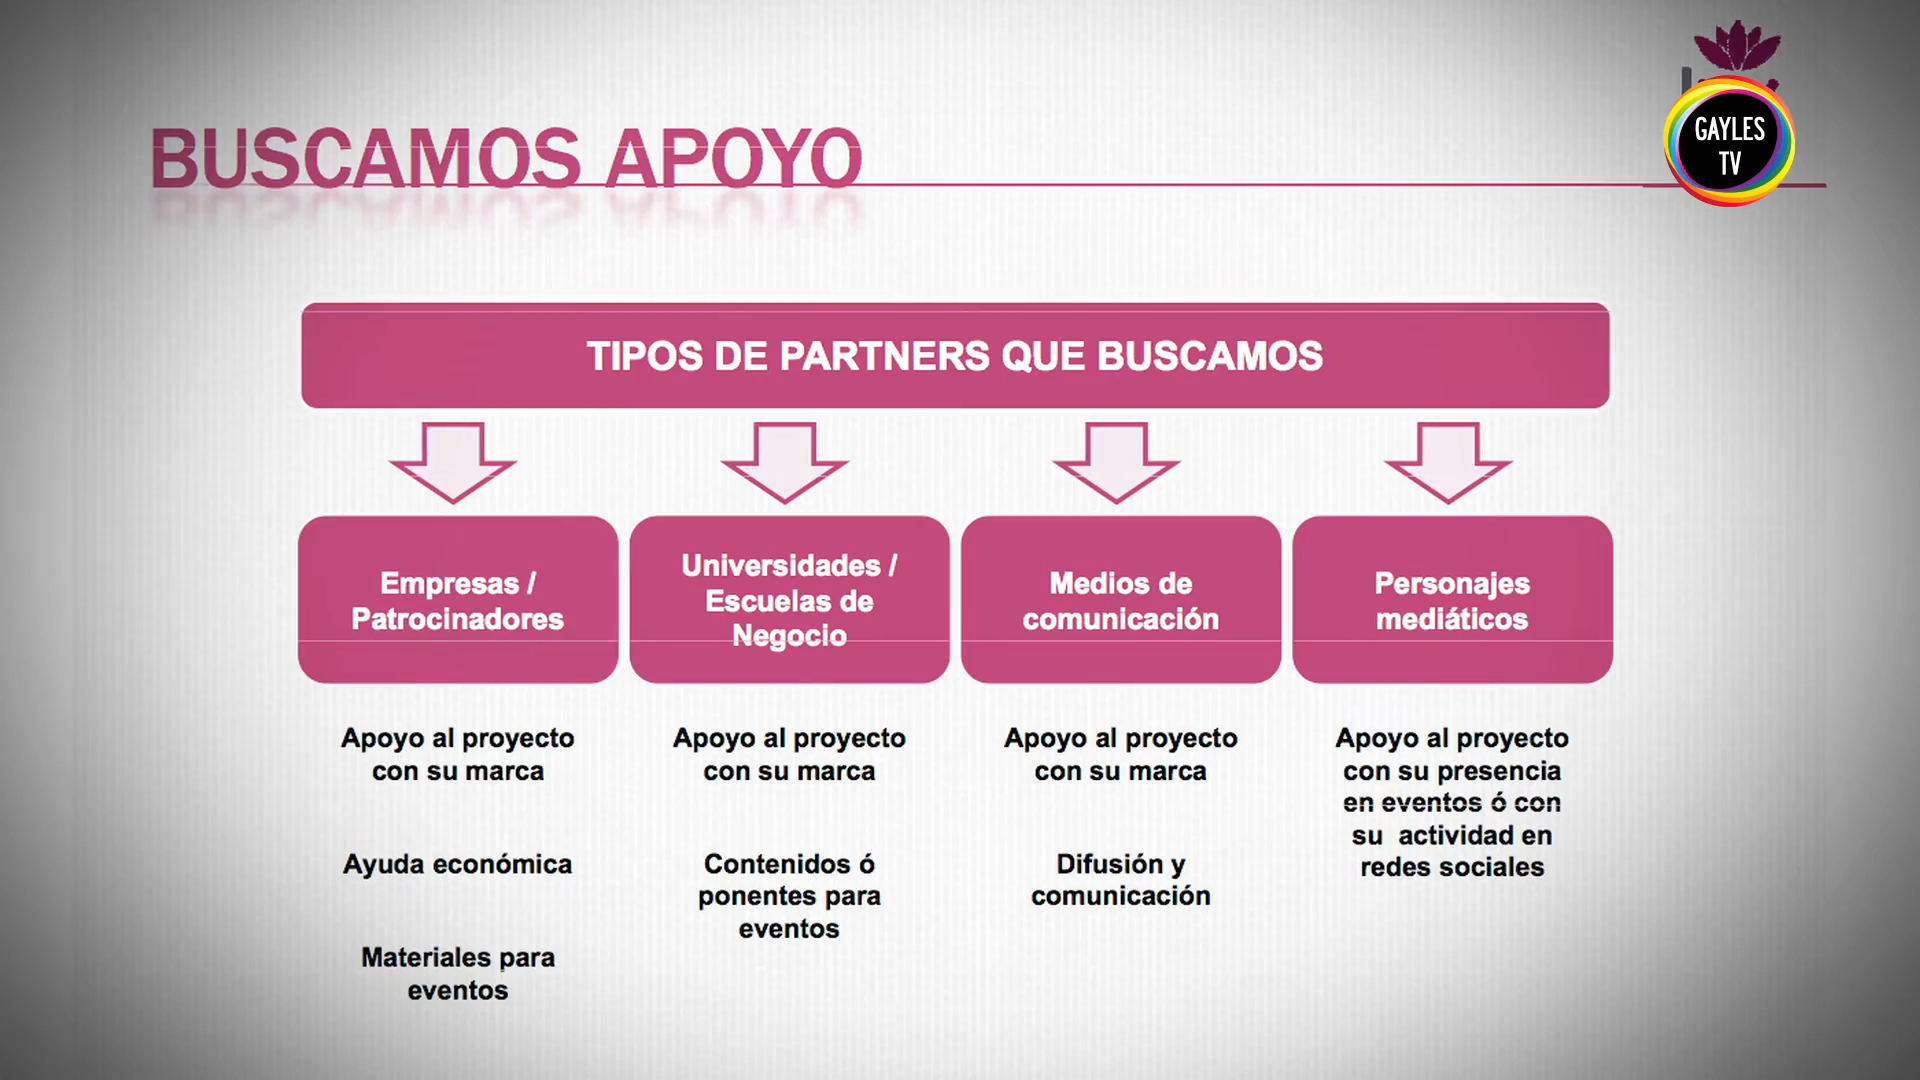 GAYLES
TV
BUSCAMOS APOYO
TIPOS DE PARTNERS QUE BUSCAMOS
Empresas /
Patrocinadores
Apoyo al proyecto
con su marca
Ayuda económica
Materiales para
eventos
Universidades /
Escuelas de
Negocio
Apoyo al proyecto
con su marca
Contenidos ó
ponentes para
eventos
Medios de
comunicación
Apoyo al proyecto
con su marca
Difusión y
comunicación
Personajes
mediáticos
Apoyo al proyecto
con su presencia
en eventos ó con
su  actividad en
redes sociales